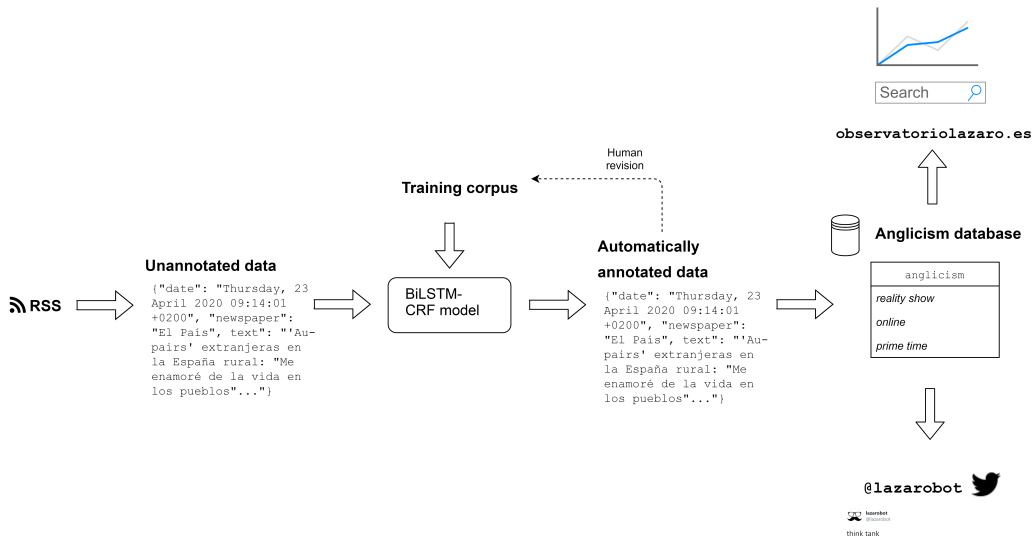 RSS
Unannotated data
{"date": "Thursday, 23
April 2020 09:14:01
+0200", "newspaper":
"El País", text": "'Au-
pairs' extranjeras en
la España rural: "Me
enamoré de la vida en
los pueblos"..."}
Training corpus
BiLSTM-
CRF model
Human
revision
Automatically
annotated data
{"date": "Thursday, 23
April 2020 09:14:01
+0200", "newspaper":
"El País", text": "'Au-
pairs' extranjeras en
la España rural: "Me
enamoré de la vida en
los pueblos"..."}
Search
observatoriolazaro.es
Anglicism database
anglicism
reality show
online
prime time
@lazarobot
lazarobot
@lazarobot
think tank